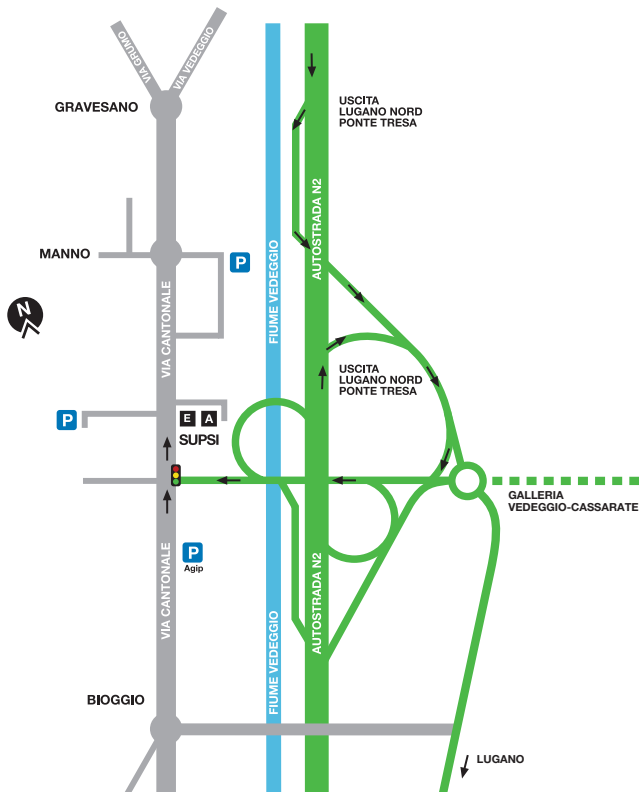 VIA GRUMO
VIA VEDEGGIO
GRAVESANO
USCITA
LUGANO NORD
PONTE TRESA
AUTOSTRADA N2
FIUME VEDEGGIO
MANNO
P
N
VIA CANTONALE
USCITA
LUGANO NORD
PONTE TRESA
P
E A
SUPSI
GALLERIA
VEDEGGIO-CASSARATE
P
Agip
VIA CANTONALE
AUTOSTRADA N2
FIUME VEDEGGIO
BIOGGIO
LUGANO